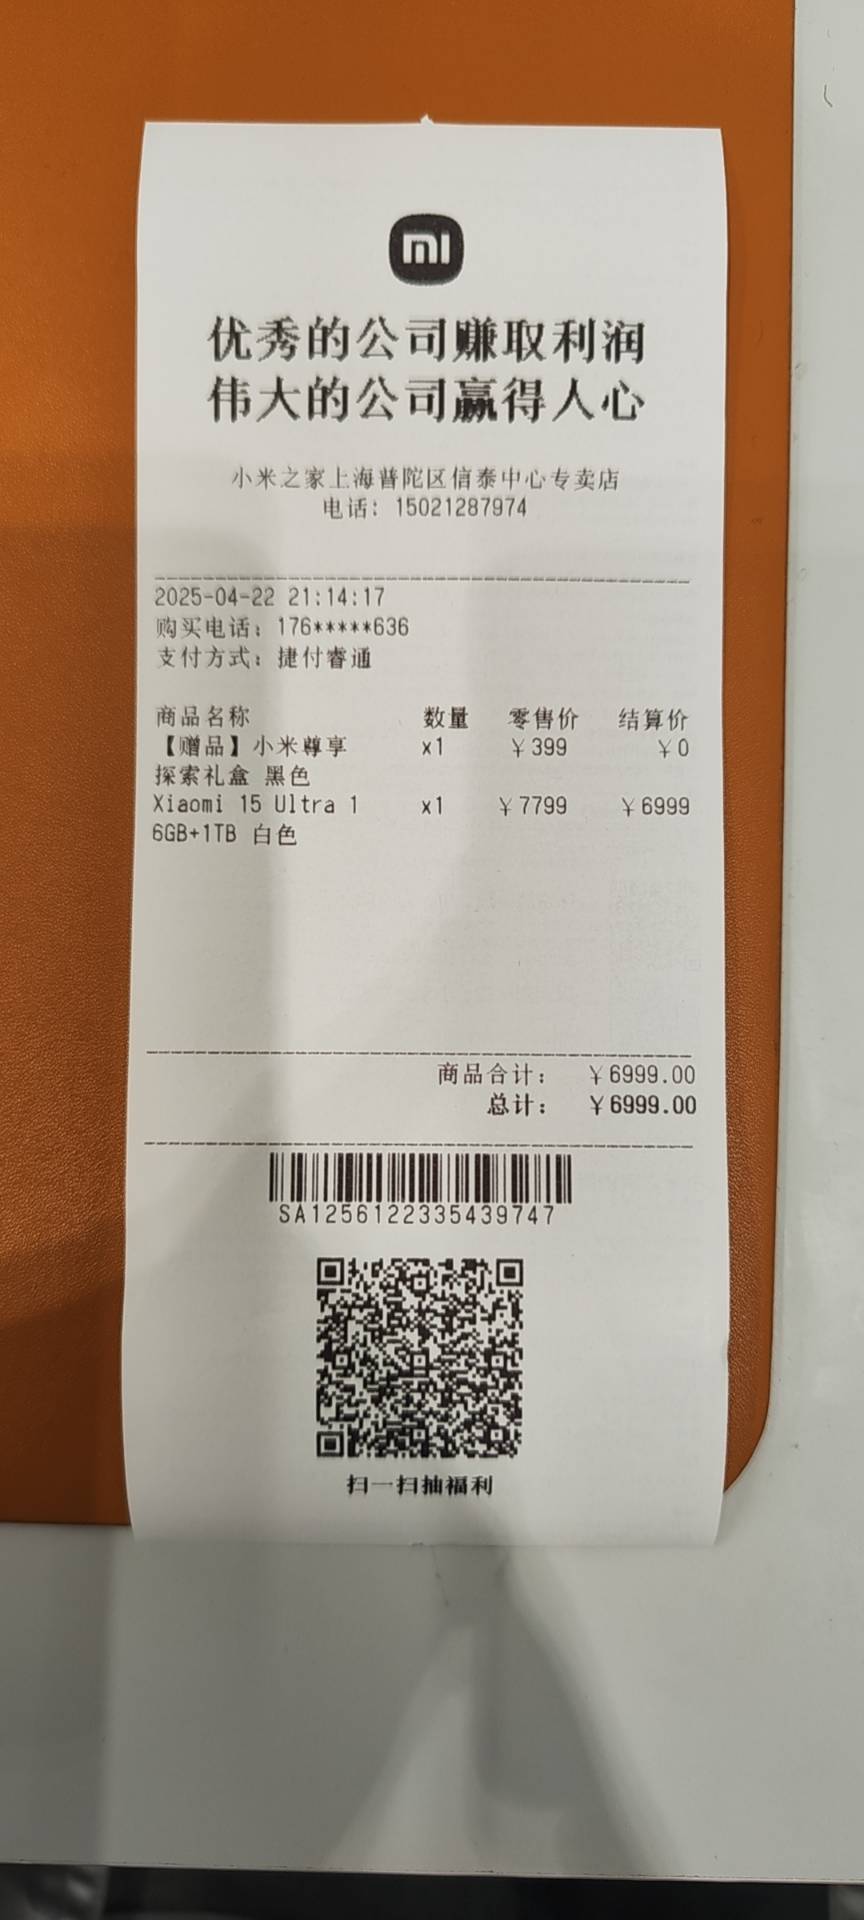 mi
优秀的公司赚取利润
伟大的公司赢得人心
小米之家上海普陀区信泰中心专卖店
电话：15021287974
2025-04-22 21:14:17
购买电话：176*****636
支付方式：捷付睿通
商品名称 数量 零售价 结算价
【赠品】小米尊享 x1 ￥399 ￥0
探索礼盒 黑色
Xiaomi 15 Ultra 1 x1 ￥7799 ￥6999
6GB+1TB 白色
商品合计： ￥6999.00
总计： ￥6999.00
SA12561223354397​47
扫一扫抽福利